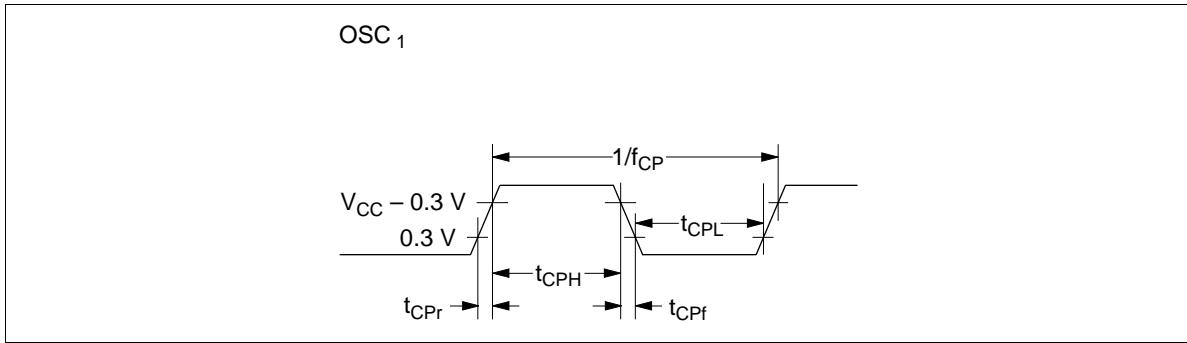 OSC 1
1/fCP
VCC – 0.3 V
0.3 V
tCPL
tCPH
tCPr
tCPf